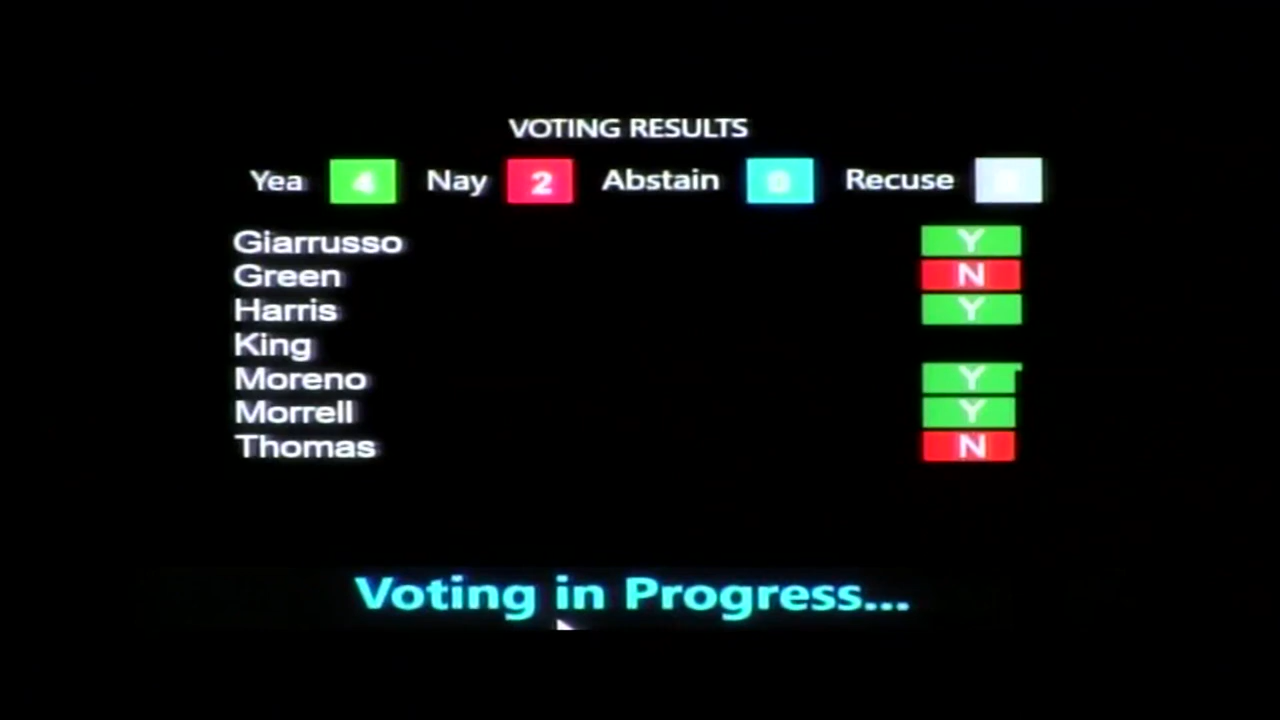 VOTING RESULTS
Yea 4 Nay 2 Abstain 0 Recuse
Giarrusso Y
Green N
Harris Y
King
Moreno Y
Morrell Y
Thomas N
Voting in Progress...